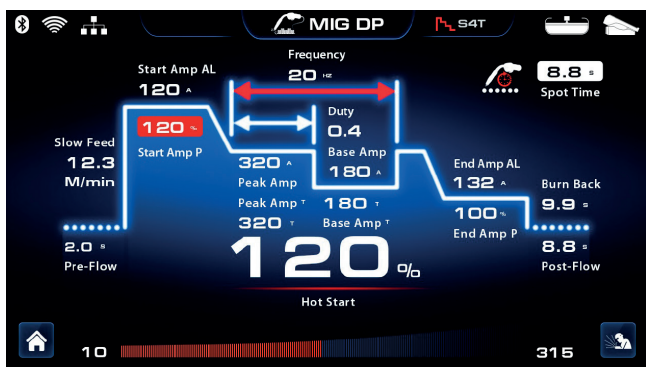 MIG DP
S4T
Frequency
20 HZ
Start Amp AL
120 A
8.8 s
Spot Time
120 %
Start Amp P
Duty
0.4
Slow Feed
12.3
M/min
320 A
Peak Amp
Base Amp
180 A
End Amp AL
132 A
Burn Back
9.9 s
Peak Amp T
320 T
180 T
Base Amp T
100 %
End Amp P
2.0 s
Pre-Flow
8.8 s
Post-Flow
120%
Hot Start
10
315